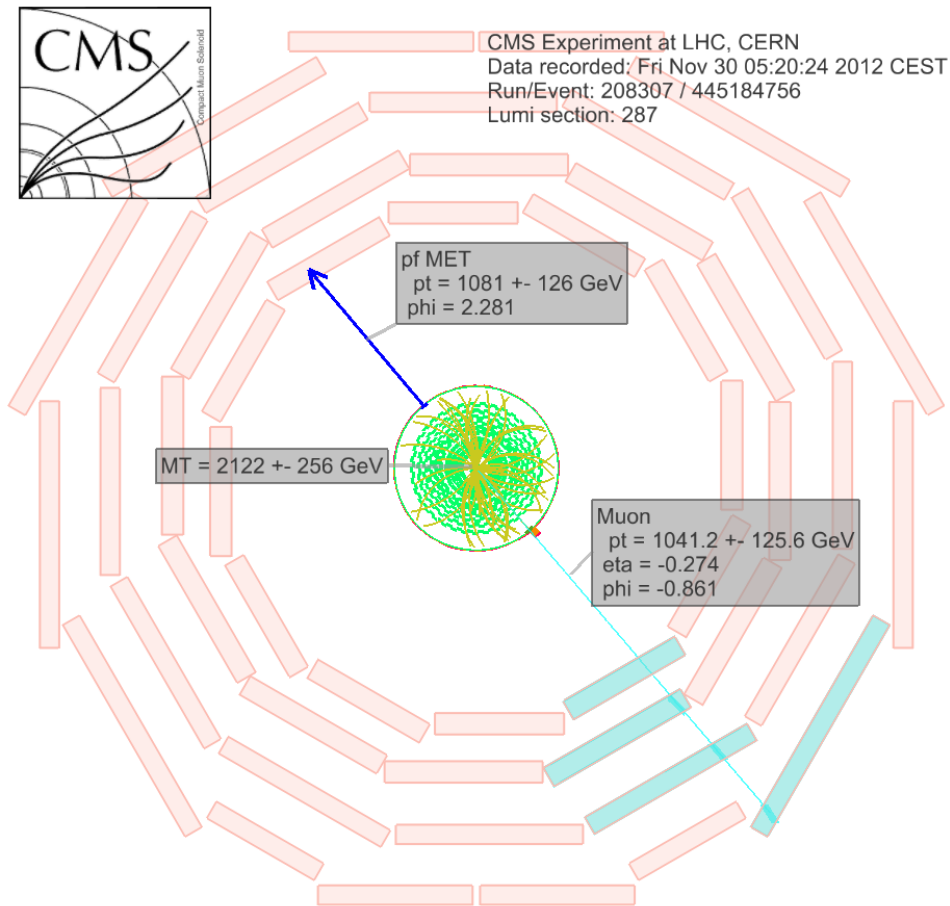 CMS
Compact Muon Solenoid
CMS Experiment at LHC, CERN
Data recorded: Fri Nov 30 05:20:24 2012 CEST
Run/Event: 208307 / 445184756
Lumi section: 287
pf MET
pt = 1081 +- 126 GeV
phi = 2.281
MT = 2122 +- 256 GeV
Muon
pt = 1041.2 +- 125.6 GeV
eta = -0.274
phi = -0.861